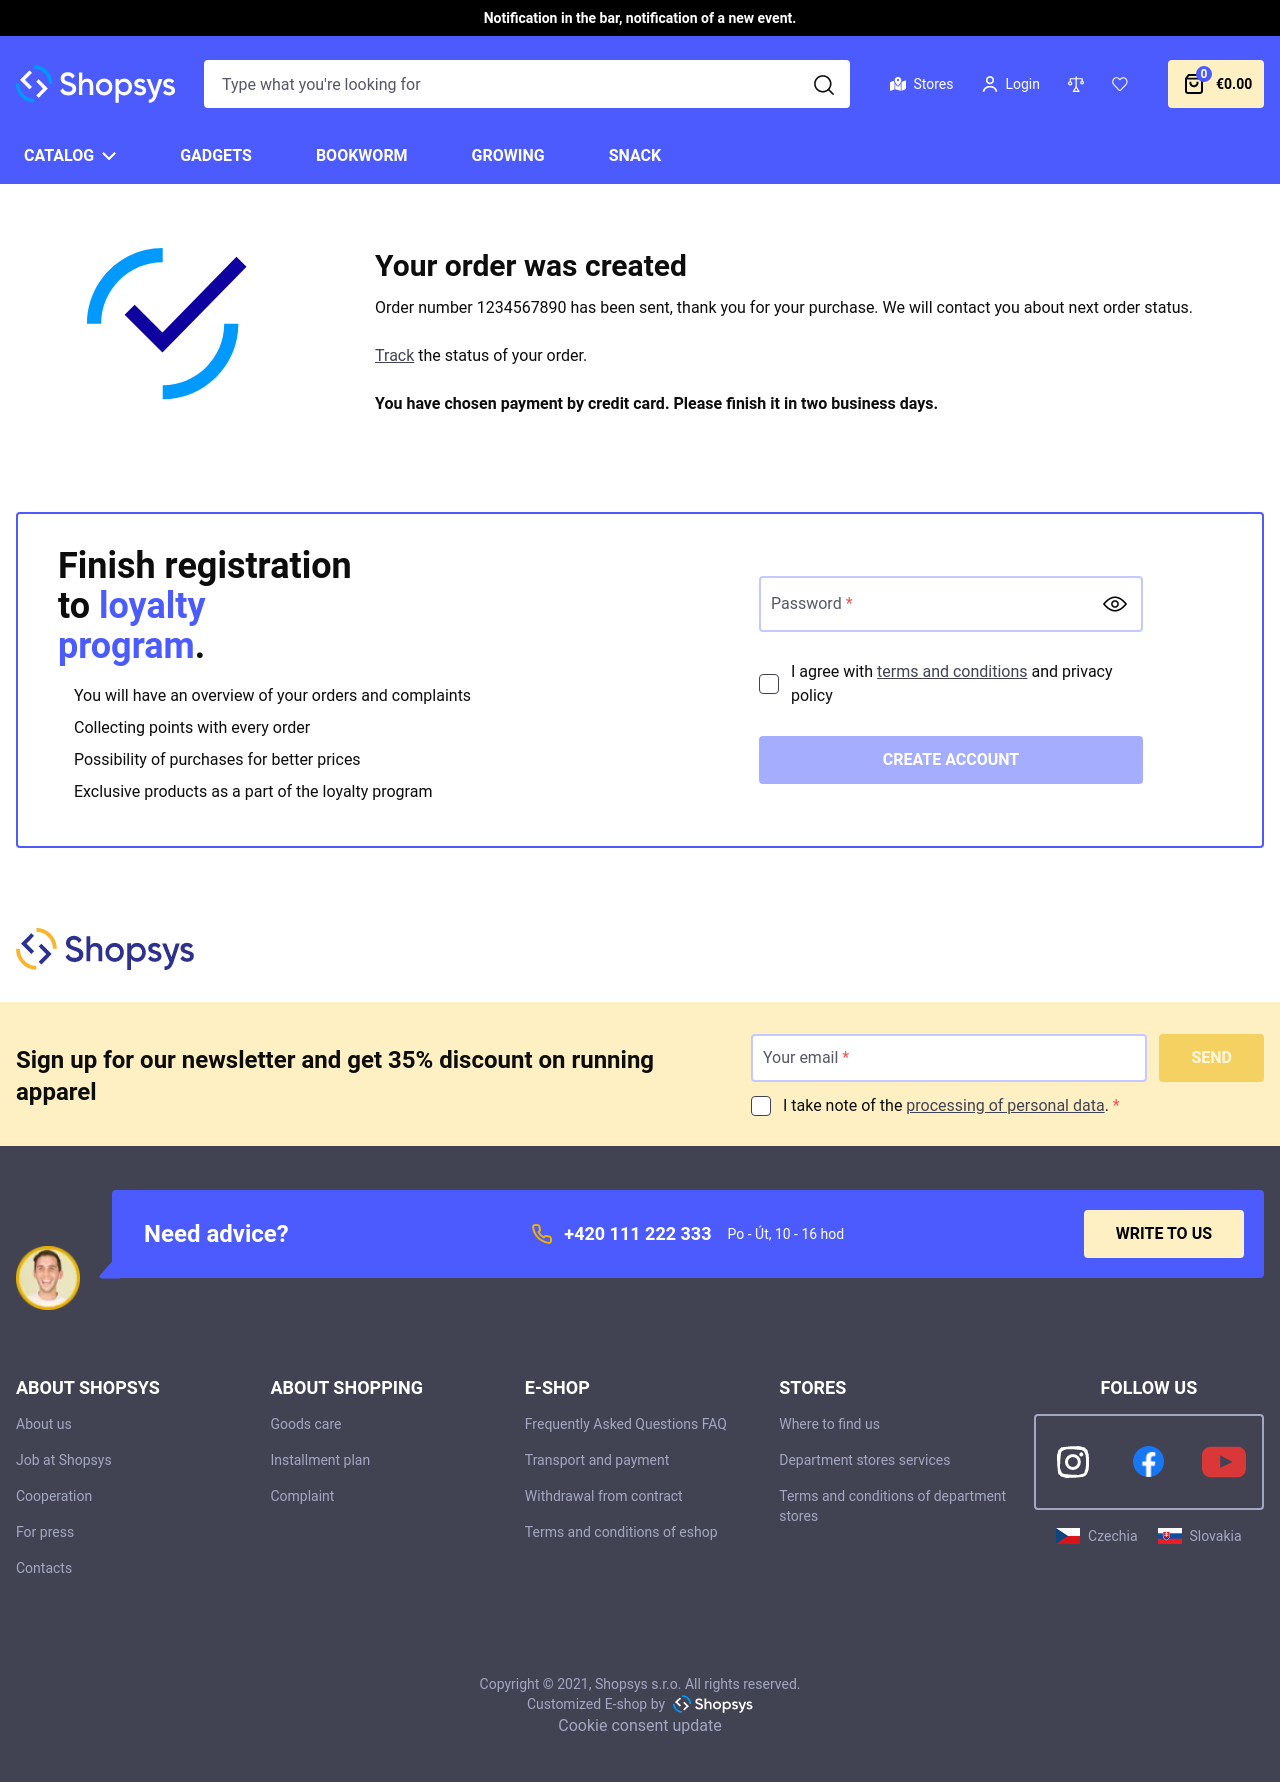 Notification in the bar, notification of a new event.
Shopsys
Type what you're looking for
Stores
Login
0
€0.00
CATALOG
GADGETS
BOOKWORM
GROWING
SNACK
Your order was created
Order number 1234567890 has been sent, thank you for your purchase. We will contact you about next order status.
Track the status of your order.
You have chosen payment by credit card. Please finish it in two business days.
Finish registration
to loyalty
program.
You will have an overview of your orders and complaints
Collecting points with every order
Possibility of purchases for better prices
Exclusive products as a part of the loyalty program
Password *
I agree with terms and conditions and privacy
policy
CREATE ACCOUNT
Shopsys
Sign up for our newsletter and get 35% discount on running
apparel
Your email *
SEND
I take note of the processing of personal data. *
Need advice?
+420 111 222 333
Po - Út, 10 - 16 hod
WRITE TO US
ABOUT SHOPSYS
About us
Job at Shopsys
Cooperation
For press
Contacts
ABOUT SHOPPING
Goods care
Installment plan
Complaint
E-SHOP
Frequently Asked Questions FAQ
Transport and payment
Withdrawal from contract
Terms and conditions of eshop
STORES
Where to find us
Department stores services
Terms and conditions of department
stores
FOLLOW US
Czechia
Slovakia
Copyright © 2021, Shopsys s.r.o. All rights reserved.
Customized E-shop by Shopsys
Cookie consent update